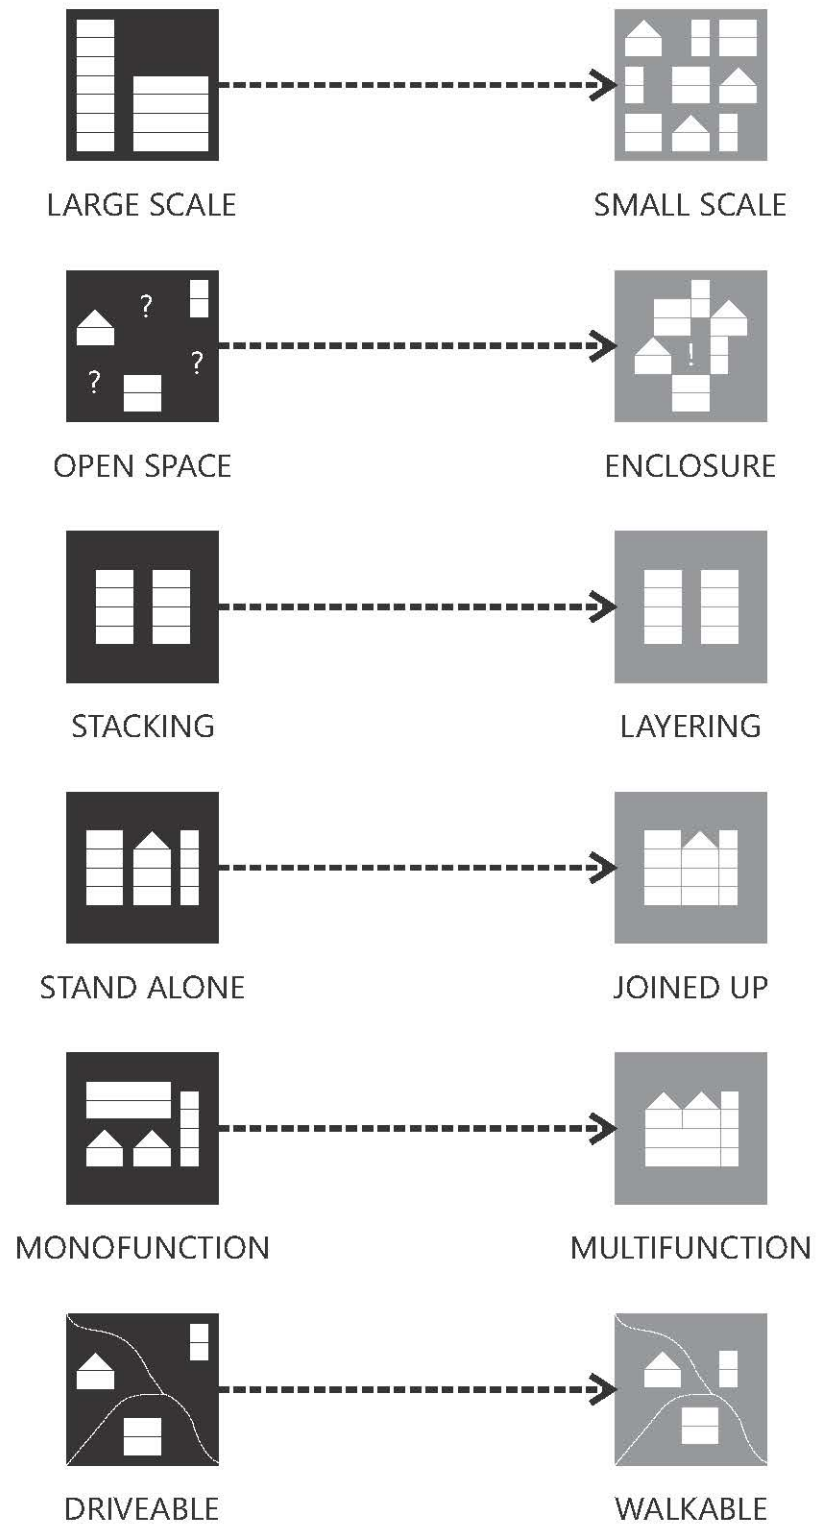 LARGE SCALE
SMALL SCALE
?
?
?
!
OPEN SPACE
ENCLOSURE
STACKING
LAYERING
STAND ALONE
JOINED UP
MONOFUNCTION
MULTIFUNCTION
DRIVEABLE
WALKABLE